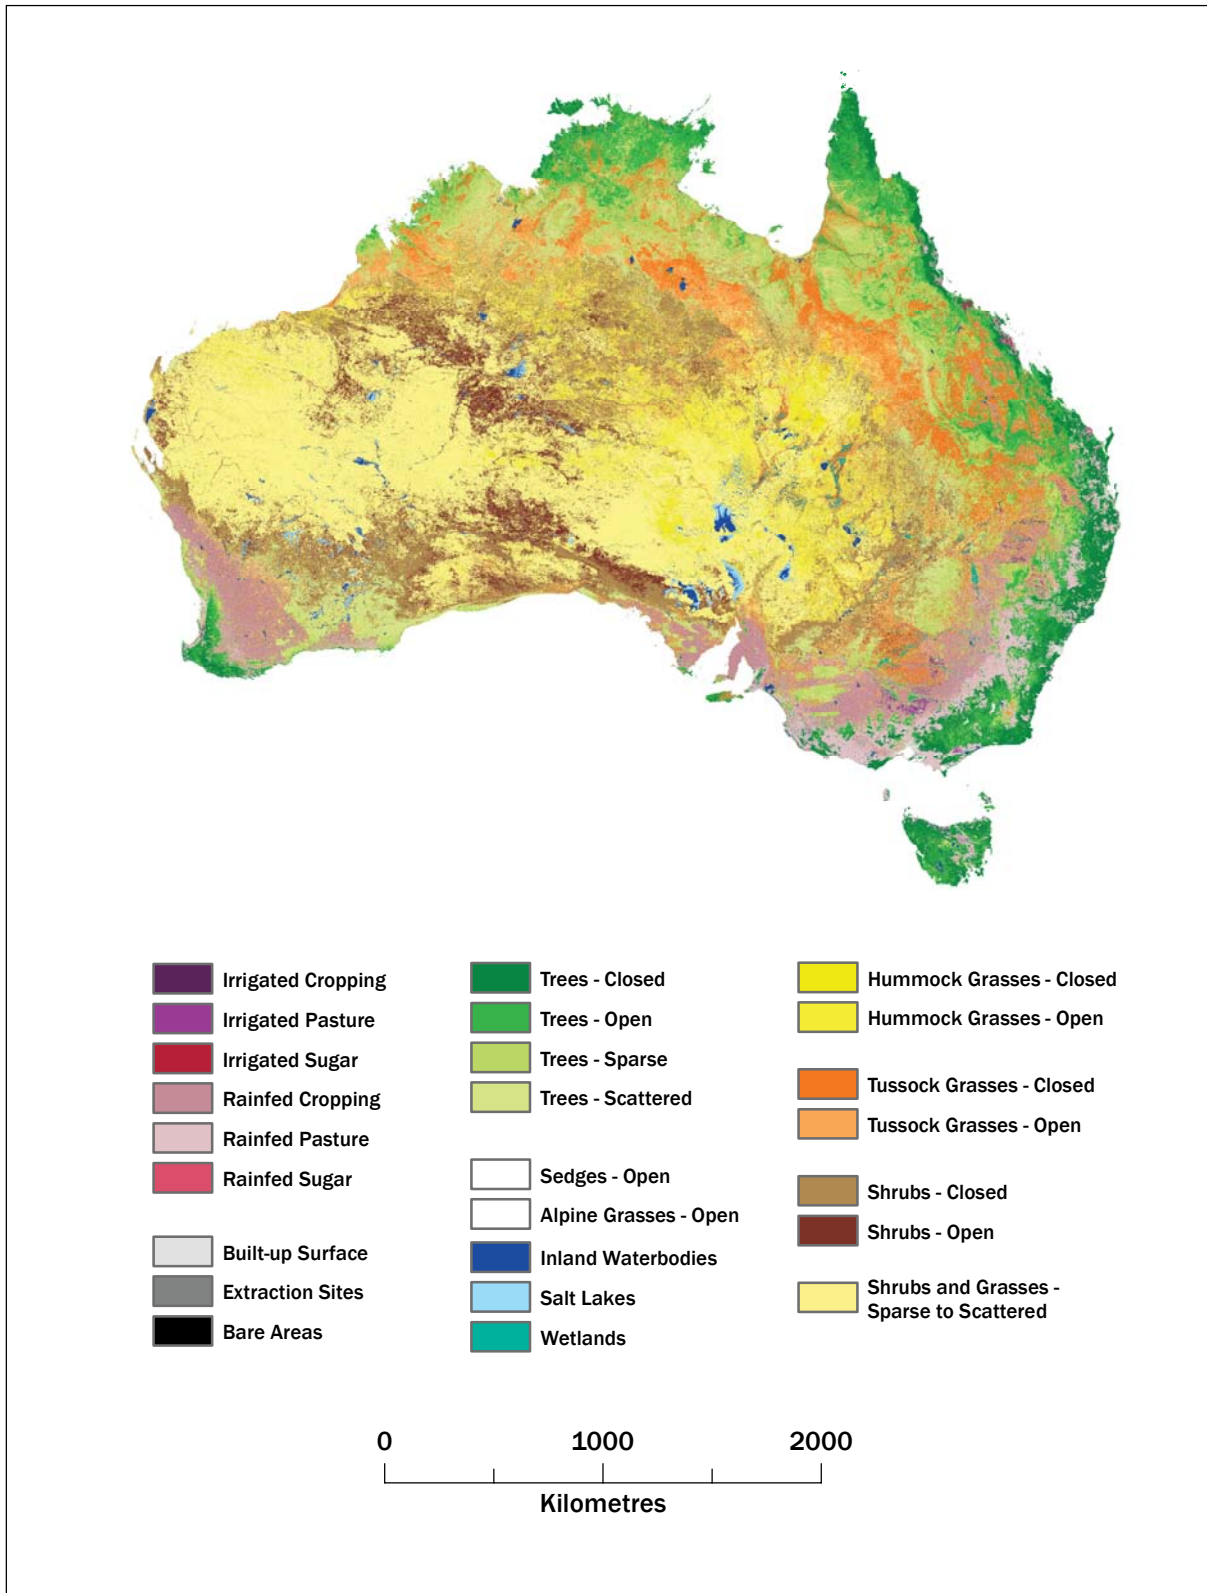 Irrigated Cropping
Irrigated Pasture
Irrigated Sugar
Rainfed Cropping
Rainfed Pasture
Rainfed Sugar
Built-up Surface
Extraction Sites
Bare Areas
Trees - Closed
Trees - Open
Trees - Sparse
Trees - Scattered
Sedges - Open
Alpine Grasses - Open
Inland Waterbodies
Salt Lakes
Wetlands
Hummock Grasses - Closed
Hummock Grasses - Open
Tussock Grasses - Closed
Tussock Grasses - Open
Shrubs - Closed
Shrubs - Open
Shrubs and Grasses -
Sparse to Scattered
0 1000 2000
Kilometres